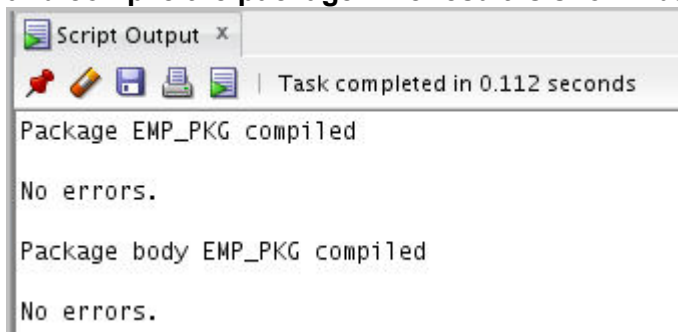 Script Output x
Task completed in 0.112 seconds
Package EMP_PKG compiled
No errors.
Package body EMP_PKG compiled
No errors.